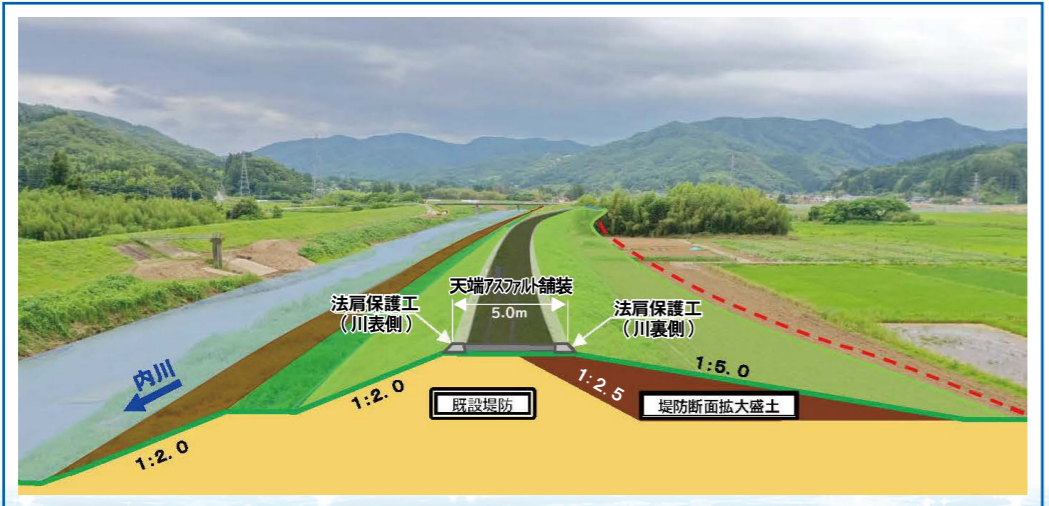 天端アスファルト舗装
5.0m
法肩保護工
（川表側）
法肩保護工
（川裏側）
内川
1:2.0
1:2.0
既設堤防
1:2.5
堤防断面拡大盛土
1:5.0